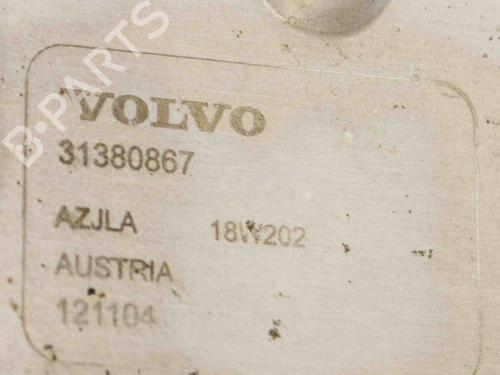 VOLVO
31380867
AZJLA 18W202
AUSTRIA
121104
B-PARTS